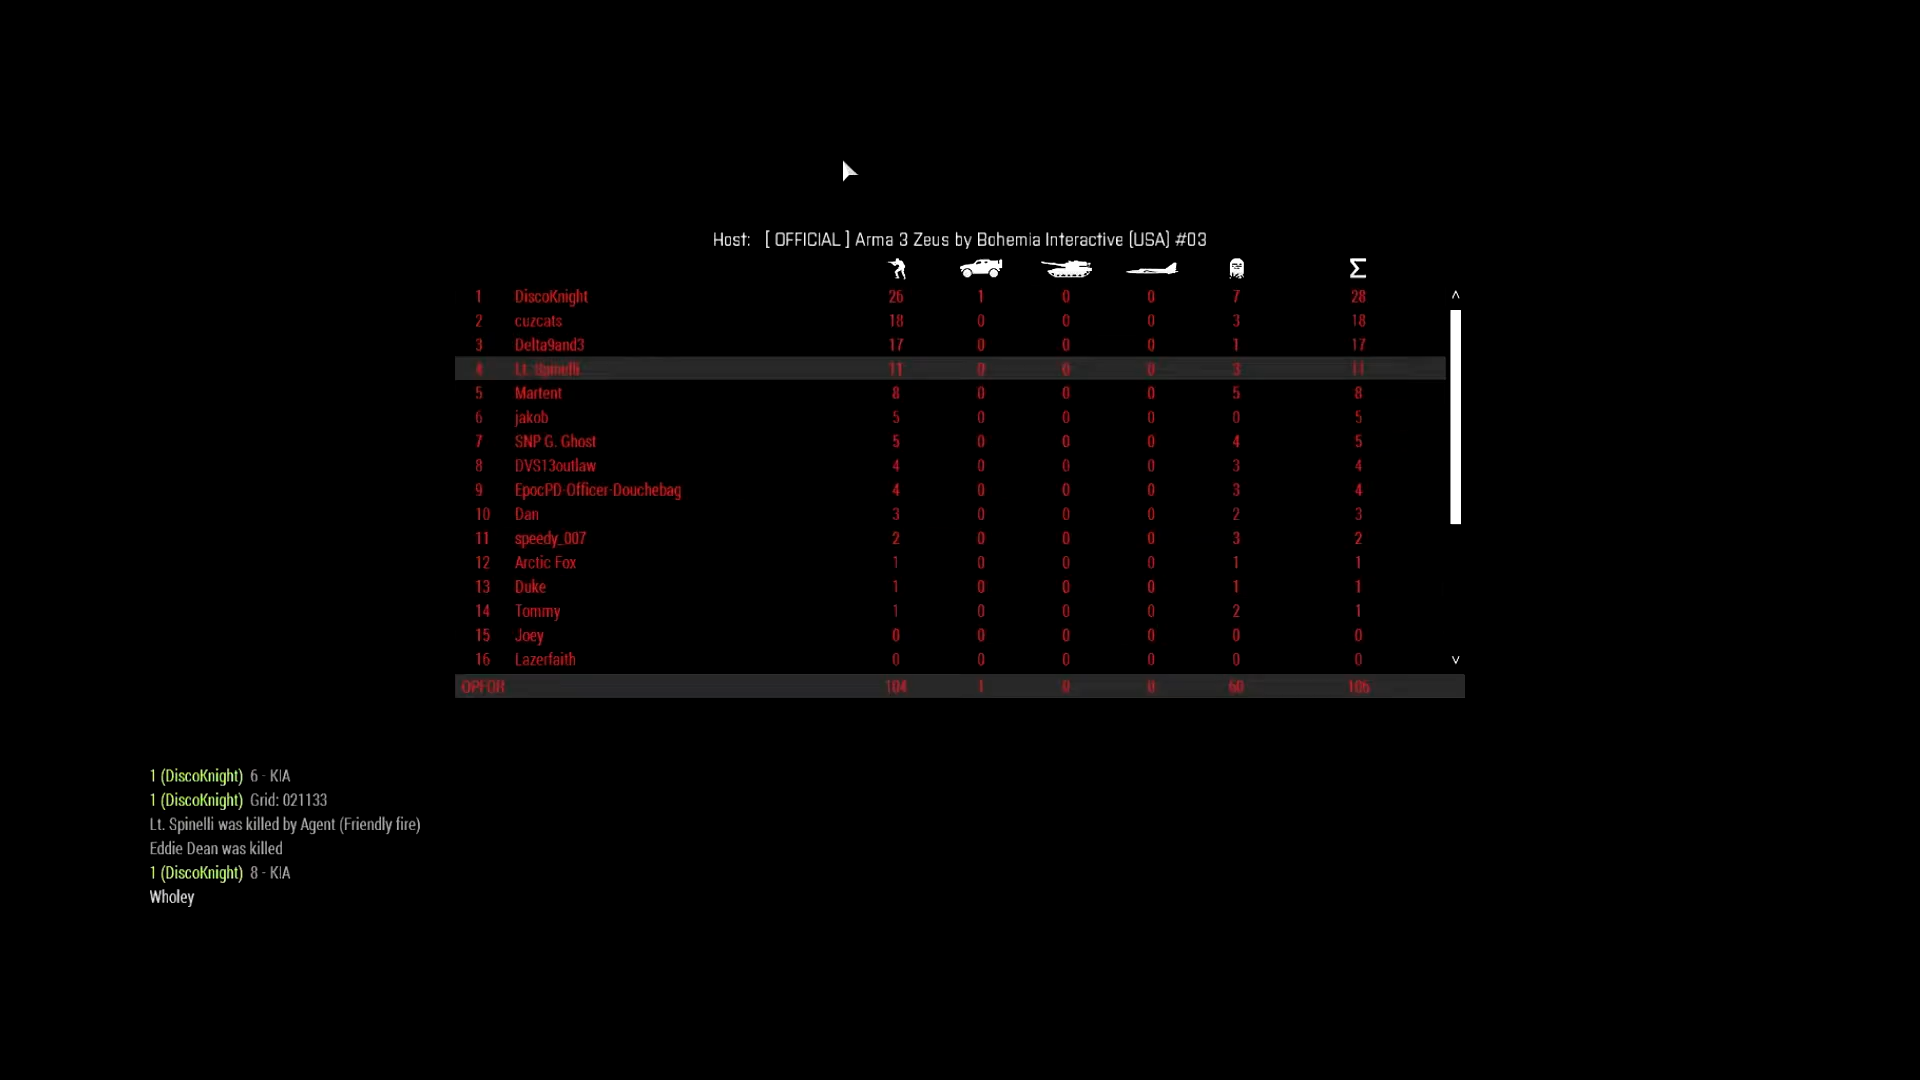 Host: [ OFFICIAL ] Arma 3 Zeus by Bohemia Interactive (USA) #03
Σ
1 DiscoKnight 26 1 0 0 7 28
2 cuzcats 18 0 0 0 3 18
3 Delta9and3 17 0 0 0 1 17
4 Lt. Spinelli 11 0 0 0 3 11
5 Martent 8 0 0 0 5 8
6 jakob 5 0 0 0 0 5
7 SNP G. Ghost 5 0 0 0 4 5
8 DVS13outlaw 4 0 0 0 3 4
9 EpocPD-Officer-Douchebag 4 0 0 0 3 4
10 Dan 3 0 0 0 2 3
11 speedy_007 2 0 0 0 3 2
12 Arctic Fox 1 0 0 0 1 1
13 Duke 1 0 0 0 1 1
14 Tommy 1 0 0 0 2 1
15 Joey 0 0 0 0 0 0
16 Lazerfaith 0 0 0 0 0 0
OPFOR 104 1 0 0 60 106
1 (DiscoKnight) 6 - KIA
1 (DiscoKnight) Grid: 021133
Lt. Spinelli was killed by Agent (Friendly fire)
Eddie Dean was killed
1 (DiscoKnight) 8 - KIA
Wholey